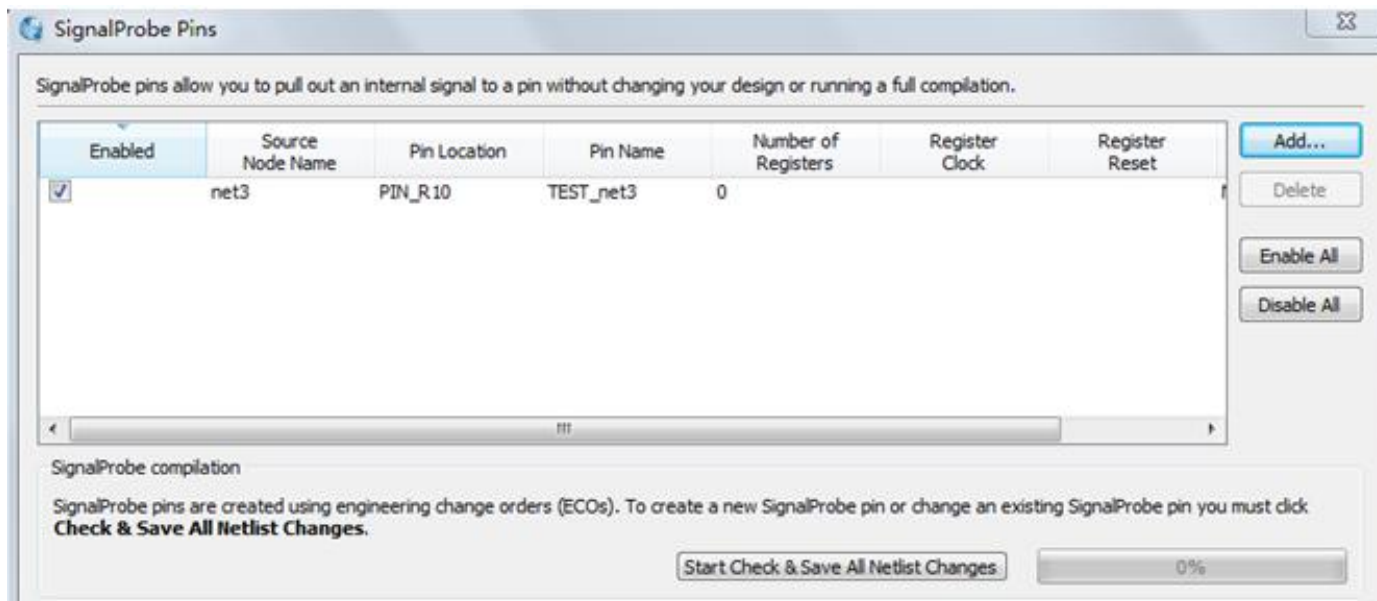 SignalProbe Pins
SignalProbe pins allow you to pull out an internal signal to a pin without changing your design or running a full compilation.
Enabled Source Node Name Pin Location Pin Name Number of Registers Register Clock Register Reset
net3 PIN_R10 TEST_net3 0
Add...
Delete
Enable All
Disable All
SignalProbe compilation
SignalProbe pins are created using engineering change orders (ECOs). To create a new SignalProbe pin or change an existing SignalProbe pin you must click
Check & Save All Netlist Changes.
Start Check & Save All Netlist Changes 0%